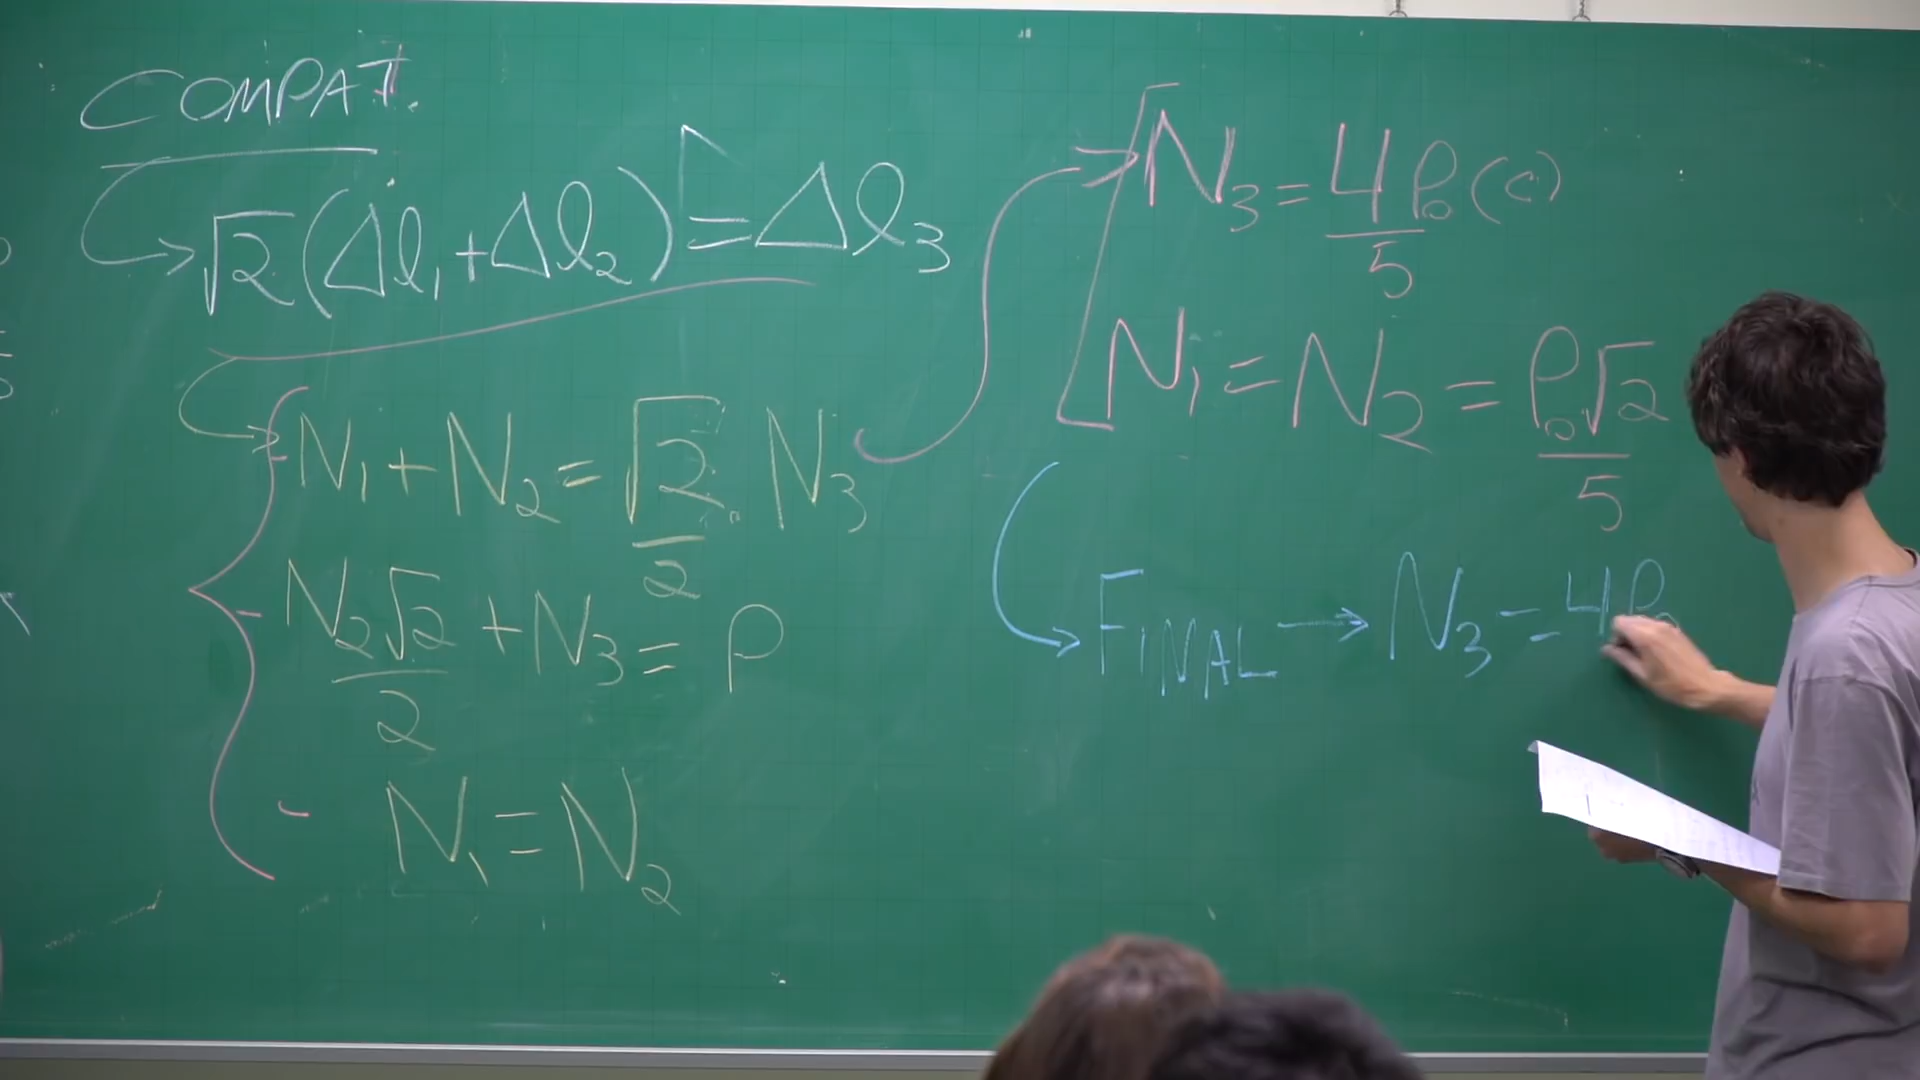 COMPAT.
√2(Δl₁+Δl₂)=Δl₃
N₁+N₂=√2/2 N₃
N₂√2/2+N₃=P
N₁=N₂
N₃=4P₀/5 (c)
N₁=N₂=P₀√2/5
FINAL→N₃=4P₀